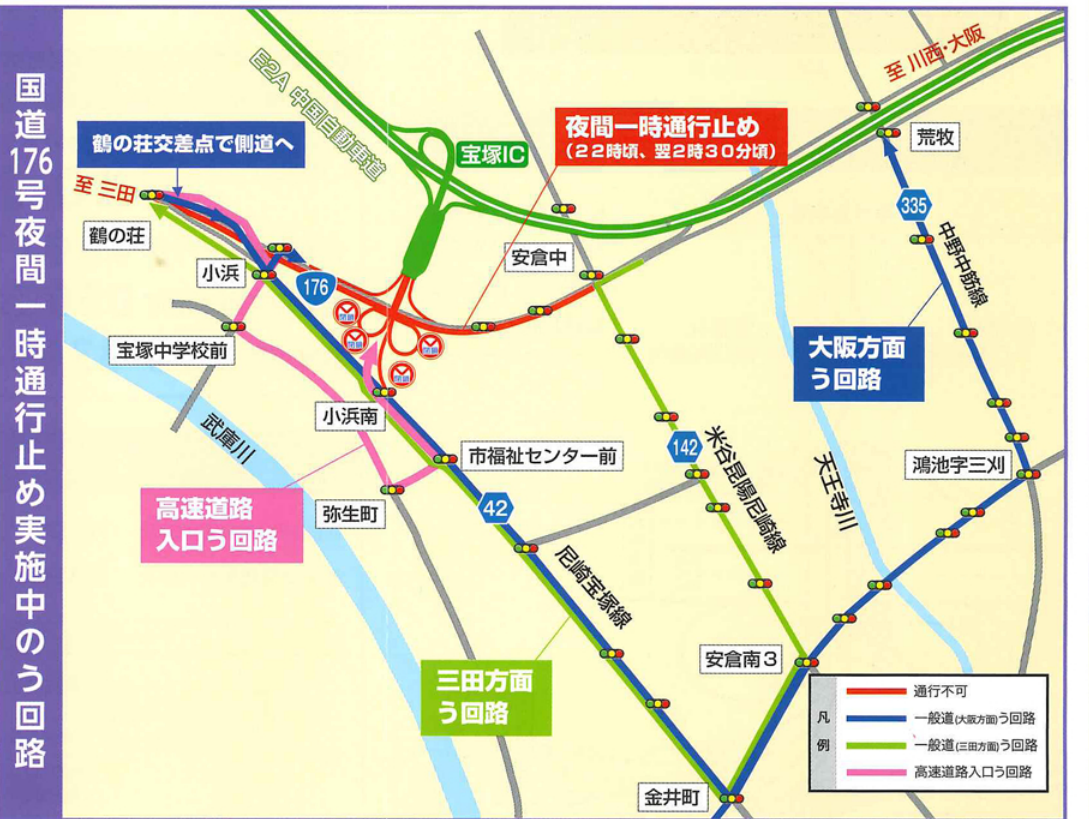 国道176号夜間一時通行止め実施中のう回路
至 川西・大阪
E2A 中国自動車道
夜間一時通行止め
(22時頃、翌2時30分頃)
鶴の荘交差点で側道へ
宝塚IC
荒牧
至 三田
335
鶴の荘
中野中筋線
安倉中
小浜
176
閉鎖
閉鎖
閉鎖
閉鎖
宝塚中学校前
大阪方面
う回路
小浜南
武庫川
142
米谷昆陽尼崎線
天王寺川
市福祉センター前
鴻池字三刈
高速道路
入口う回路
弥生町
42
尼崎宝塚線
安倉南3
三田方面
う回路
凡例
通行不可
一般道(大阪方面)う回路
一般道(三田方面)う回路
高速道路入口う回路
金井町